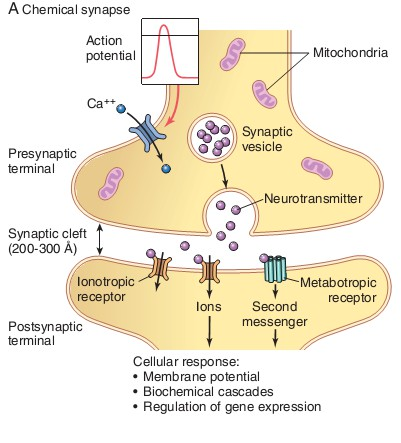 A Chemical synapse
Action
potential
Mitochondria
Ca++
Synaptic
vesicle
Presynaptic
terminal
Neurotransmitter
Synaptic cleft
(200-300 Å)
Ionotropic
receptor
Ions
Second
messenger
Metabotropic
receptor
Postsynaptic
terminal
Cellular response:
• Membrane potential
• Biochemical cascades
• Regulation of gene expression